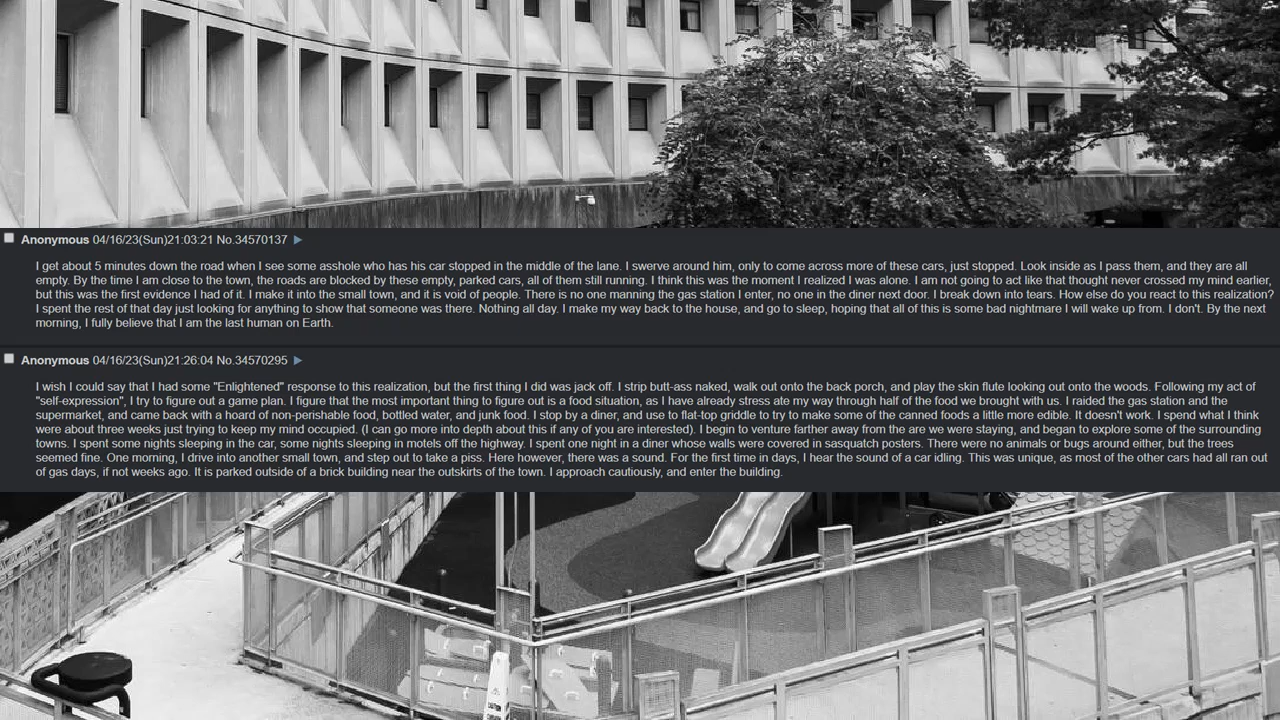 Anonymous 04/16/23(Sun)21:03:21 No.34570137
I get about 5 minutes down the road when I see some asshole who has his car stopped in the middle of the lane. I swerve around him, only to come across more of these cars, just stopped. Look inside as I pass them, and they are all
empty. By the time I am close to the town, the roads are blocked by these empty, parked cars, all of them still running. I think this was the moment I realized I was alone. I am not going to act like that thought never crossed my mind earlier,
but this was the first evidence I had of it. I make it into the small town, and it is void of people. There is no one manning the gas station I enter, no one in the diner next door. I break down into tears. How else do you react to this realization?
I spent the rest of that day just looking for anything to show that someone was there. Nothing all day. I make my way back to the house, and go to sleep, hoping that all of this is some bad nightmare I will wake up from. I don't. By the next
morning, I fully believe that I am the last human on Earth.
Anonymous 04/16/23(Sun)21:26:04 No.34570295
I wish I could say that I had some "Enlightened" response to this realization, but the first thing I did was jack off. I strip butt-ass naked, walk out onto the back porch, and play the skin flute looking out onto the woods. Following my act of
"self-expression", I try to figure out a game plan. I figure that the most important thing to figure out is a food situation, as I have already stress ate my way through half of the food we brought with us. I raided the gas station and the
supermarket, and came back with a hoard of non-perishable food, bottled water, and junk food. I stop by a diner, and use to flat-top griddle to try to make some of the canned foods a little more edible. It doesn't work. I spend what I think
were about three weeks just trying to keep my mind occupied. (I can go more into depth about this if any of you are interested). I begin to venture farther away from the are we were staying, and began to explore some of the surrounding
towns. I spent some nights sleeping in the car, some nights sleeping in motels off the highway. I spent one night in a diner whose walls were covered in sasquatch posters. There were no animals or bugs around either, but the trees
seemed fine. One morning, I drive into another small town, and step out to take a piss. Here however, there was a sound. For the first time in days, I hear the sound of a car idling. This was unique, as most of the other cars had all ran out
of gas days, if not weeks ago. It is parked outside of a brick building near the outskirts of the town. I approach cautiously, and enter the building.